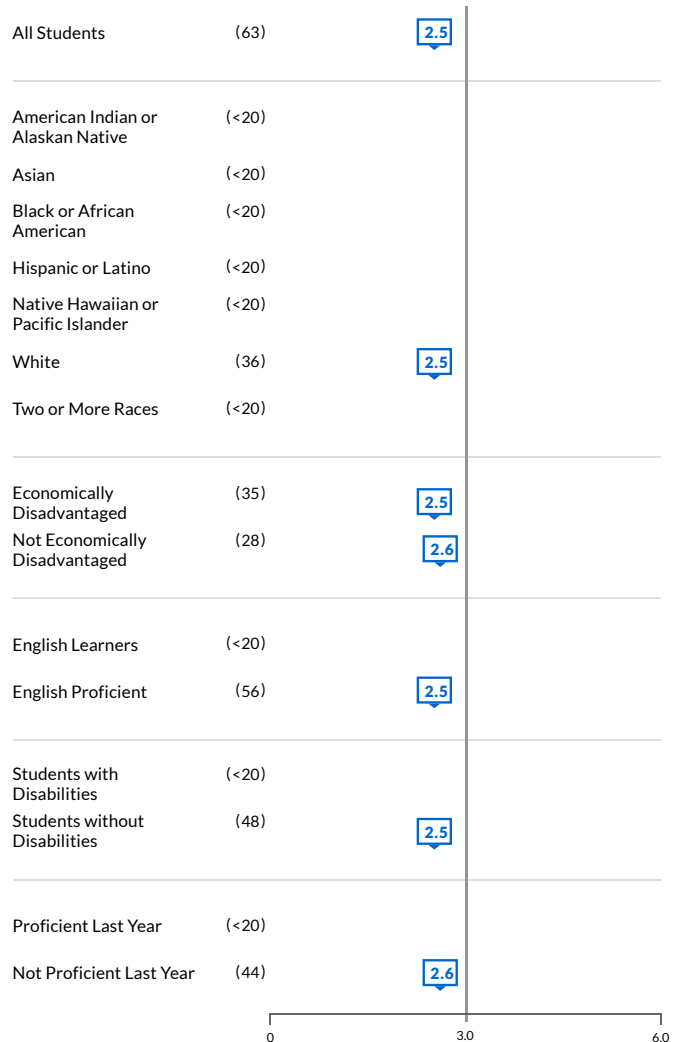 All Students (63) 2.5
American Indian or (<20)
Alaskan Native
Asian (<20)
Black or African (<20)
American
Hispanic or Latino (<20)
Native Hawaiian or (<20)
Pacific Islander
White (36) 2.5
Two or More Races (<20)
Economically (35) 2.5
Disadvantaged
Not Economically (28) 2.6
Disadvantaged
English Learners (<20)
English Proficient (56) 2.5
Students with (<20)
Disabilities
Students without (48) 2.5
Disabilities
Proficient Last Year (<20)
Not Proficient Last Year (44) 2.6
0 3.0 6.0